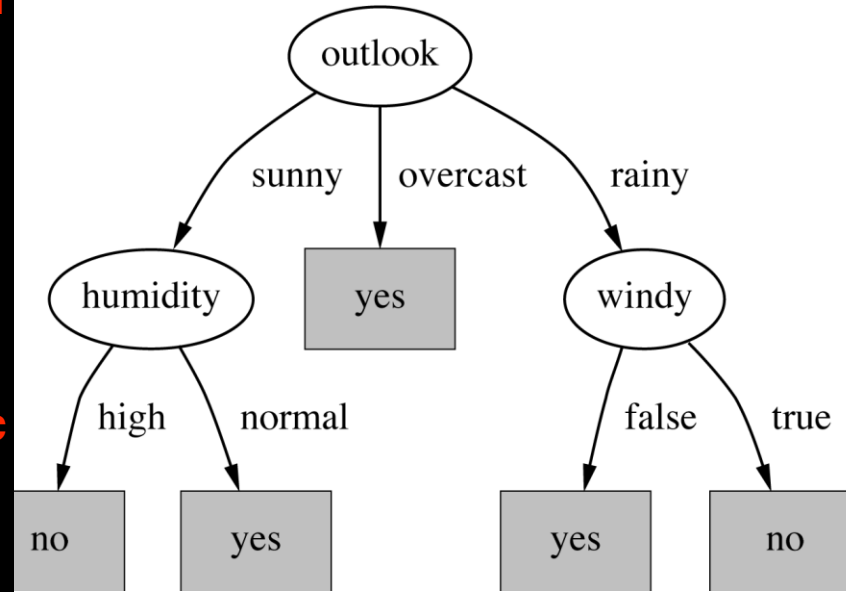 outlook
sunny overcast rainy
humidity yes windy
high normal false true
no yes yes no